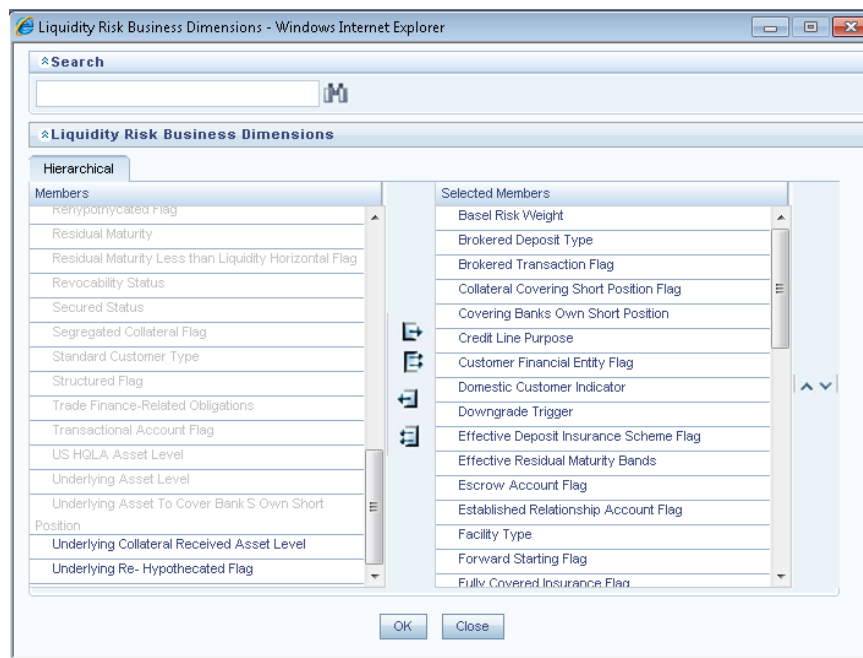 Liquidity Risk Business Dimensions - Windows Internet Explorer
Search
Liquidity Risk Business Dimensions
Hierarchical
Members
Rehypothycated Flag
Residual Maturity
Residual Maturity Less than Liquidity Horizontal Flag
Revocability Status
Secured Status
Segregated Collateral Flag
Standard Customer Type
Structured Flag
Trade Finance-Related Obligations
Transactional Account Flag
US HQLA Asset Level
Underlying Asset Level
Underlying Asset To Cover Bank S Own Short
Position
Underlying Collateral Received Asset Level
Underlying Re- Hypothecated Flag
Selected Members
Basel Risk Weight
Brokered Deposit Type
Brokered Transaction Flag
Collateral Covering Short Position Flag
Covering Banks Own Short Position
Credit Line Purpose
Customer Financial Entity Flag
Domestic Customer Indicator
Downgrade Trigger
Effective Deposit Insurance Scheme Flag
Effective Residual Maturity Bands
Escrow Account Flag
Established Relationship Account Flag
Facility Type
Forward Starting Flag
Fully Covered Insurance Flag
OK
Close